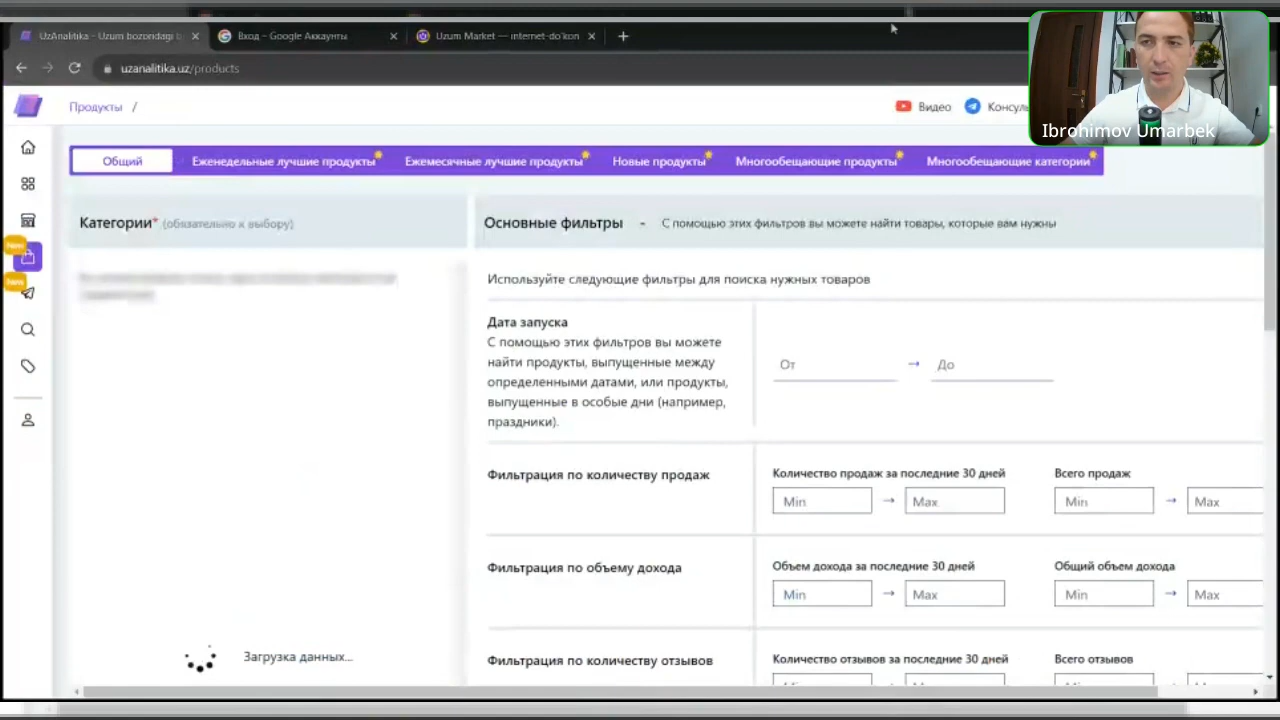 UzAnalitika - Uzum bozoridagi t
Вход – Google Аккаунты
Uzum Market — internet-do'kon
uzanalitika.uz/products
Ibrohimov Umarbek
Продукты /
Видео
Консуль
Общий
Еженедельные лучшие продукты
Ежемесячные лучшие продукты
Новые продукты
Многообещающие продукты
Многообещающие категории
New
New
Категории* (обязательно к выбору)
Основные фильтры - С помощью этих фильтров вы можете найти товары, которые вам нужны
Используйте следующие фильтры для поиска нужных товаров
Дата запуска
С помощью этих фильтров вы можете
найти продукты, выпущенные между
определенными датами, или продукты,
выпущенные в особые дни (например,
праздники).
От → До
Фильтрация по количеству продаж
Количество продаж за последние 30 дней
Min → Max
Всего продаж
Min → Max
Фильтрация по объему дохода
Объем дохода за последние 30 дней
Min → Max
Общий объем дохода
Min → Max
Фильтрация по количеству отзывов
Количество отзывов за последние 30 дней
Всего отзывов
Загрузка данных...